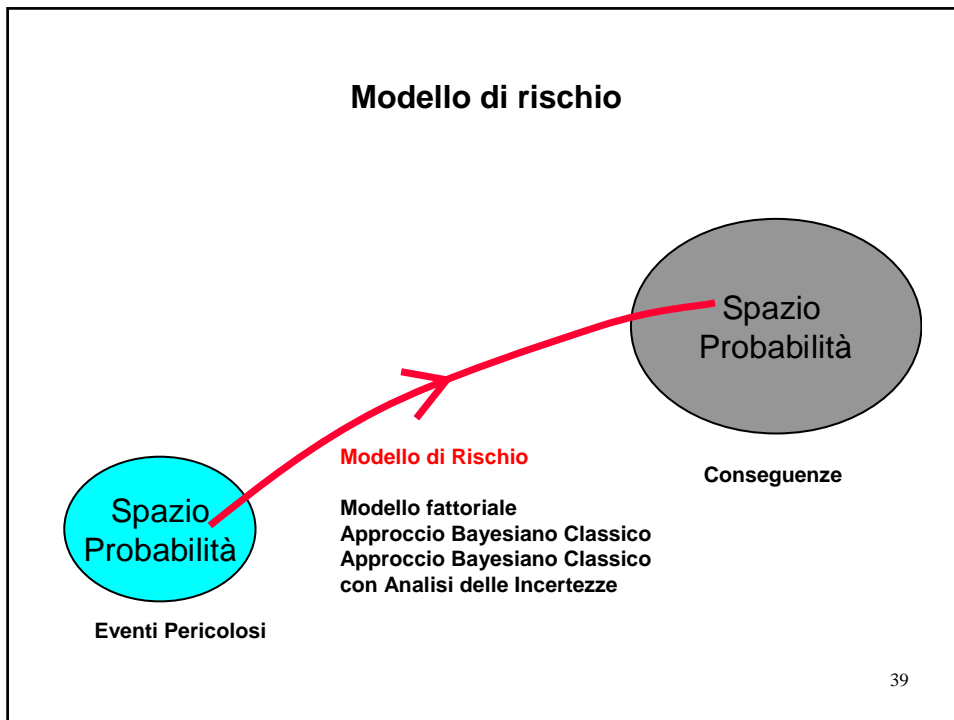 Modello di rischio
Spazio
Probabilità
Conseguenze
Modello di Rischio
Modello fattoriale
Approccio Bayesiano Classico
Approccio Bayesiano Classico
con Analisi delle Incertezze
Spazio
Probabilità
Eventi Pericolosi
39